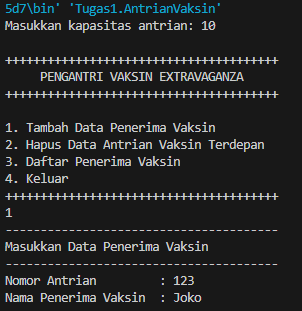 5d7\bin' 'Tugas1.AntrianVaksin'
Masukkan kapasitas antrian: 10
+++++++++++++++++++++++++++++++++++++++
PENGANTRI VAKSIN EXTRAVAGANZA
+++++++++++++++++++++++++++++++++++++++
1. Tambah Data Penerima Vaksin
2. Hapus Data Antrian Vaksin Terdepan
3. Daftar Penerima Vaksin
4. Keluar
+++++++++++++++++++++++++++++++++++++++
1
---------------------------------------
Masukkan Data Penerima Vaksin
---------------------------------------
Nomor Antrian         : 123
Nama Penerima Vaksin  : Joko